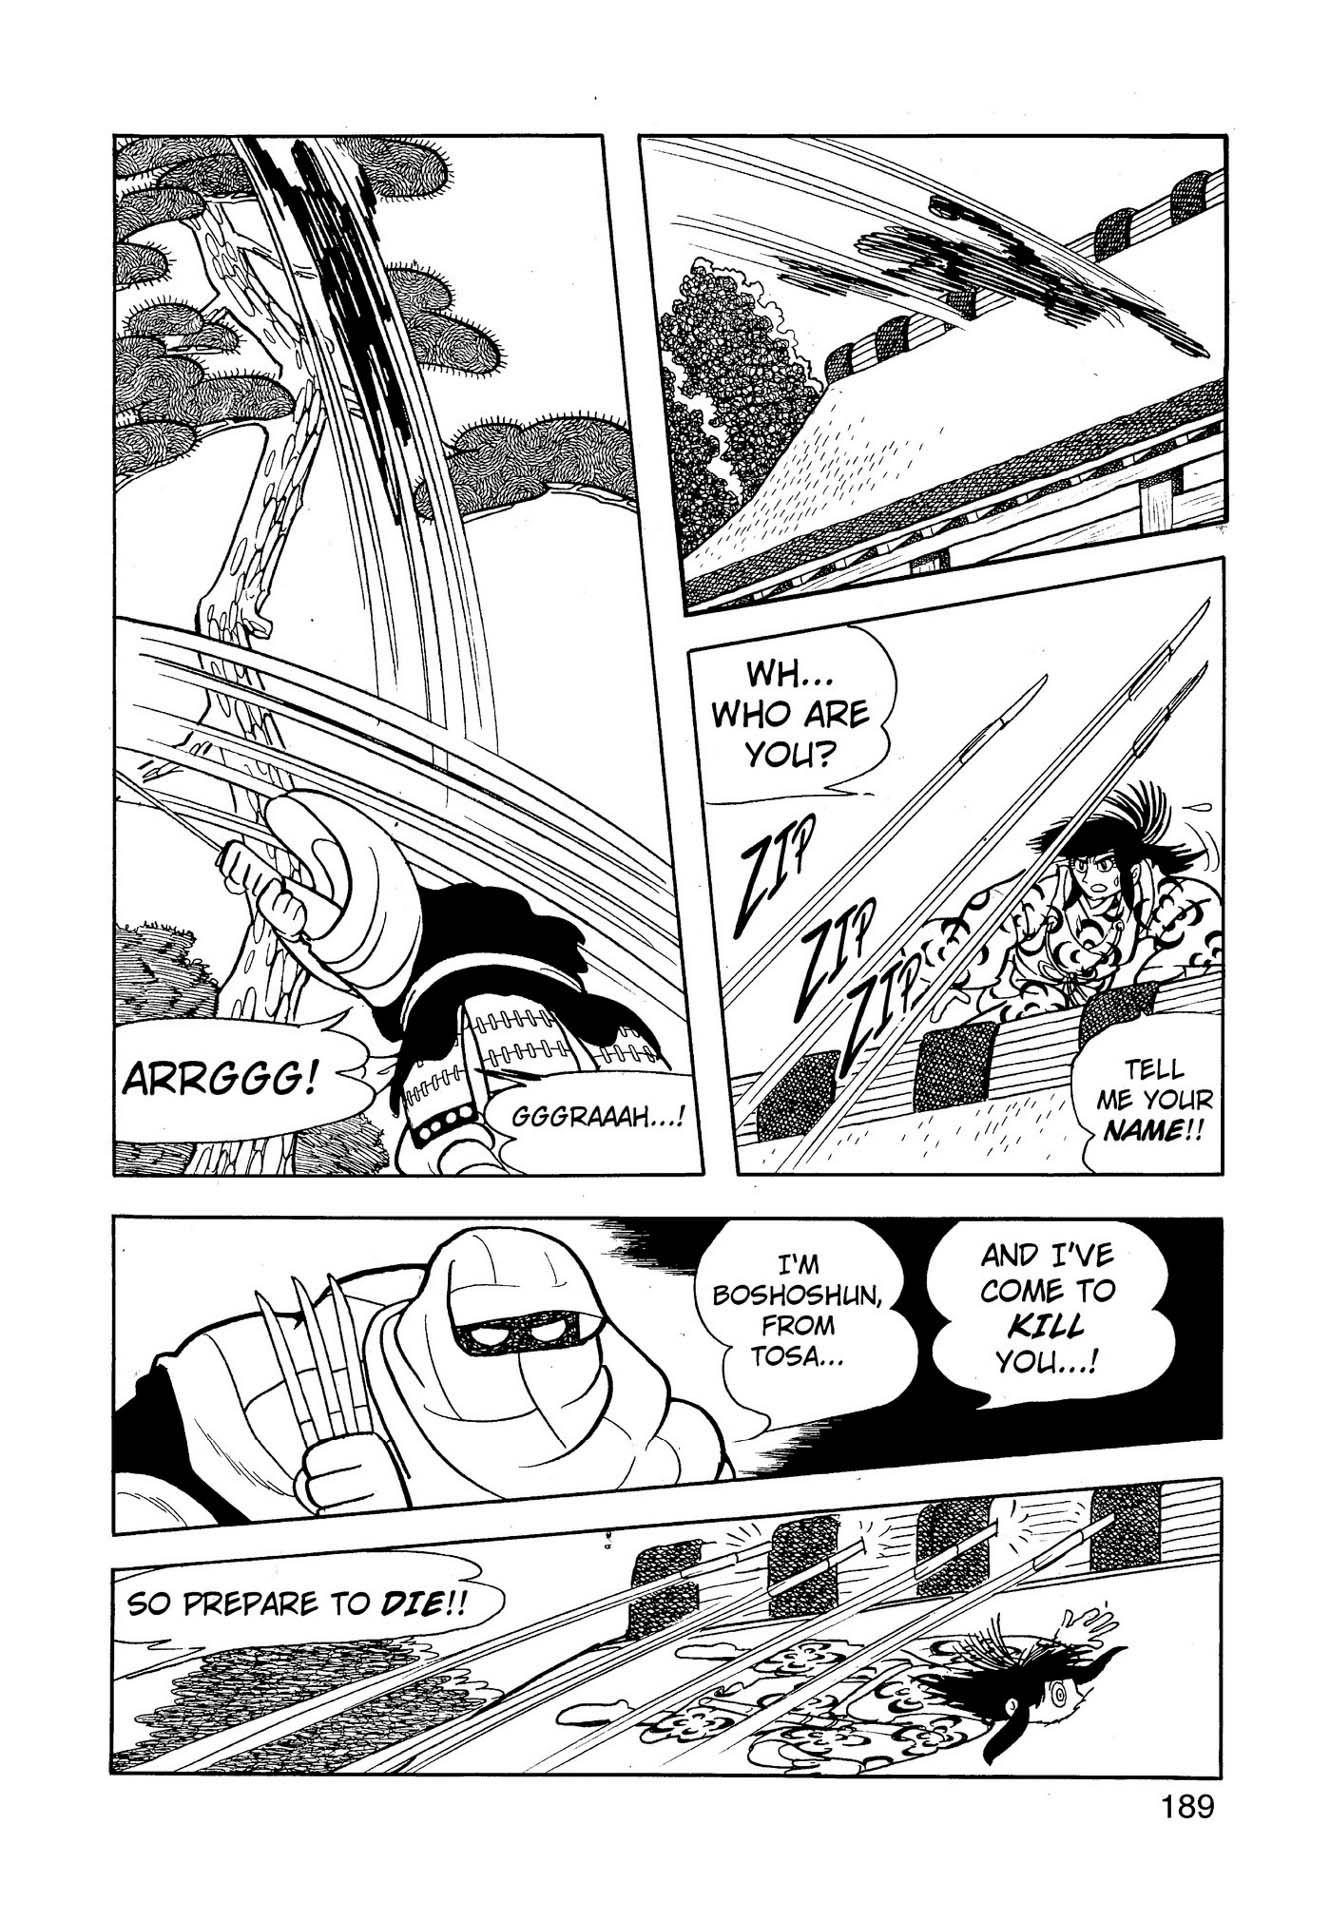 WH...
WHO ARE
YOU?
ZIP
ZIP
ZIP
TELL
ME YOUR
NAME!!
ARRGGG!
GGGRAAAH...!
I'M
BOSHOSHUN,
FROM
TOSA...
AND I'VE
COME TO
KILL
YOU...!
SO PREPARE TO DIE!!
189